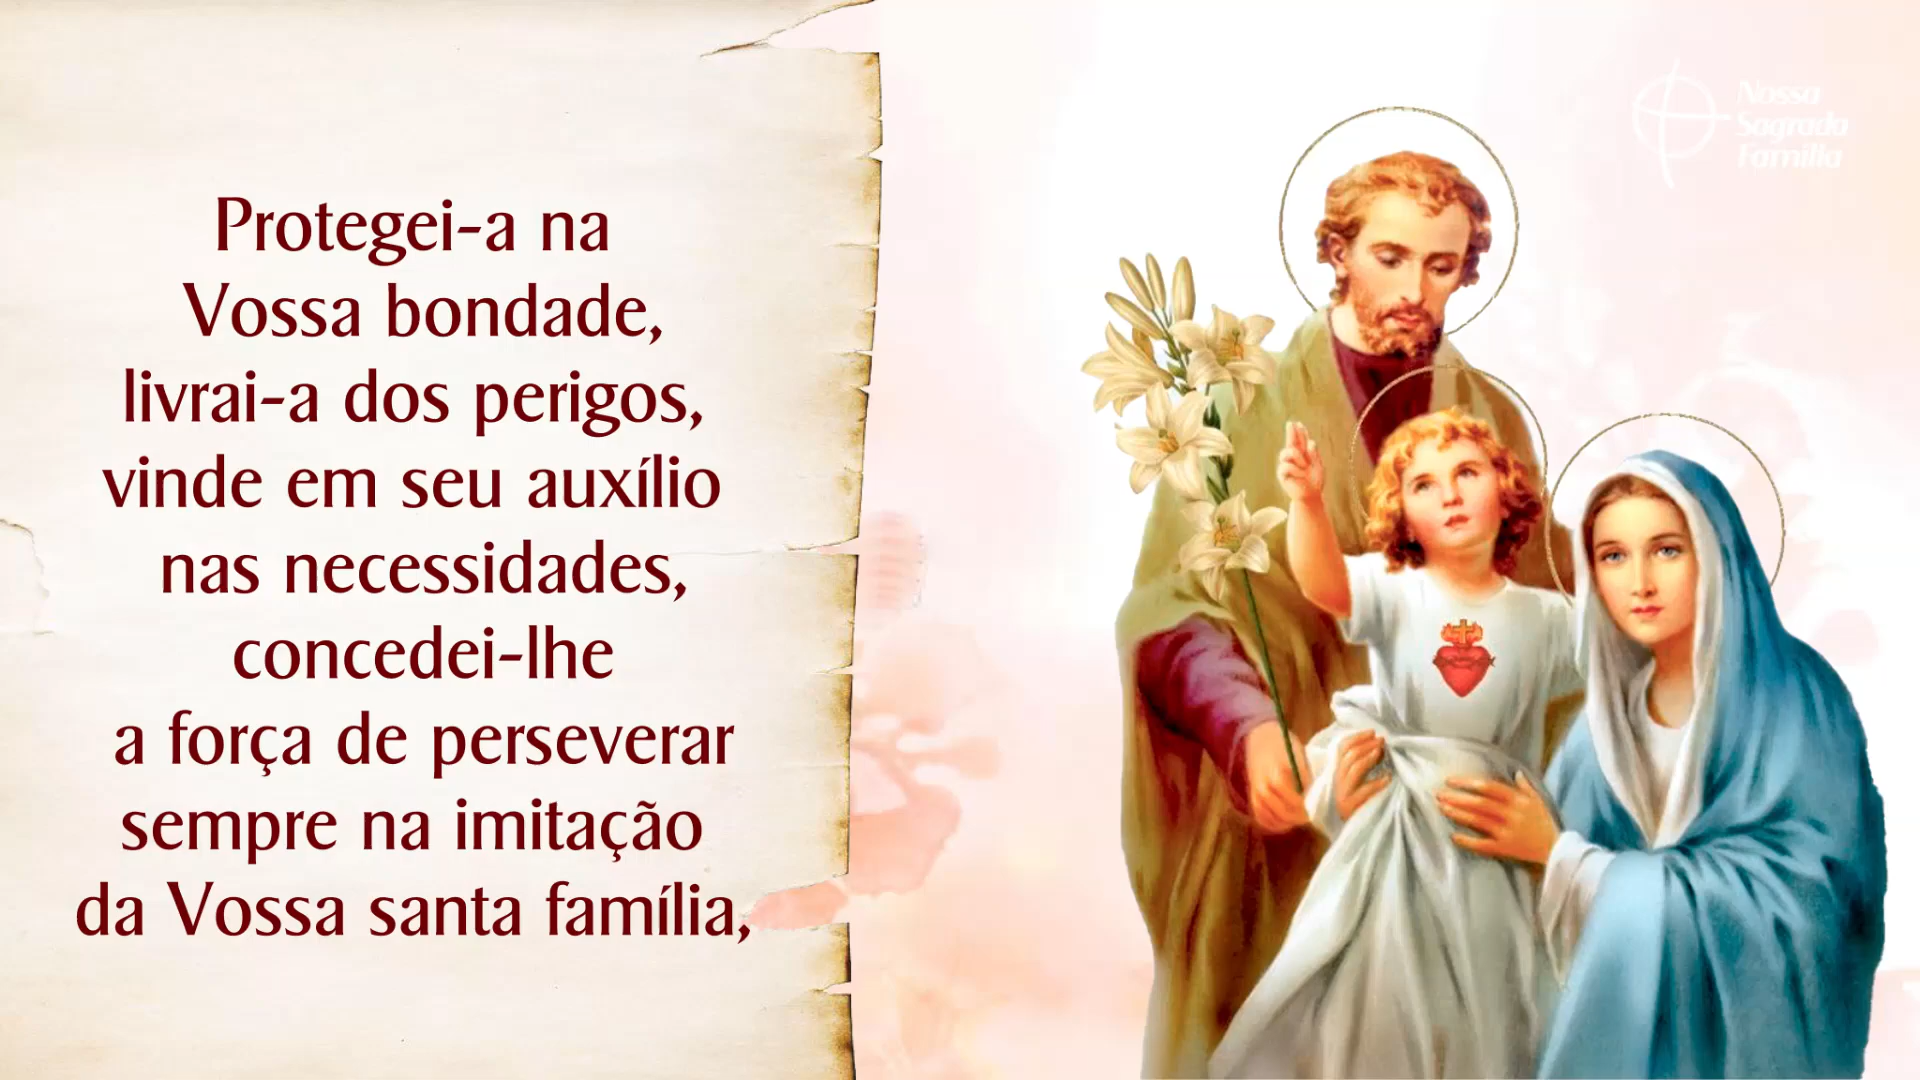 Protegei-a na
Vossa bondade,
livrai-a dos perigos,
vinde em seu auxílio
nas necessidades,
concedei-lhe
a força de perseverar
sempre na imitação
da Vossa santa família,
Nossa
Sagrada
Família